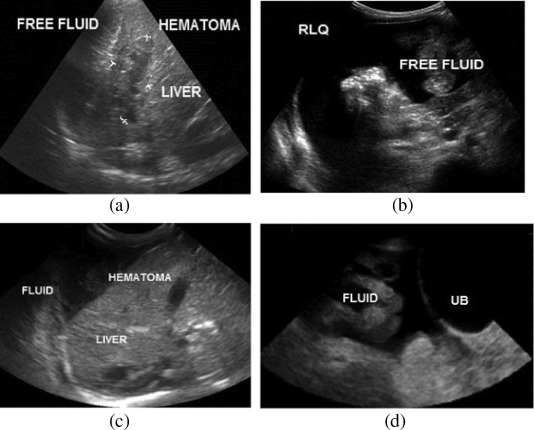 FREE FLUID HEMATOMA
LIVER
(a)
RLQ
FREE FLUID
(b)
HEMATOMA
FLUID
LIVER
(c)
FLUID UB
(d)